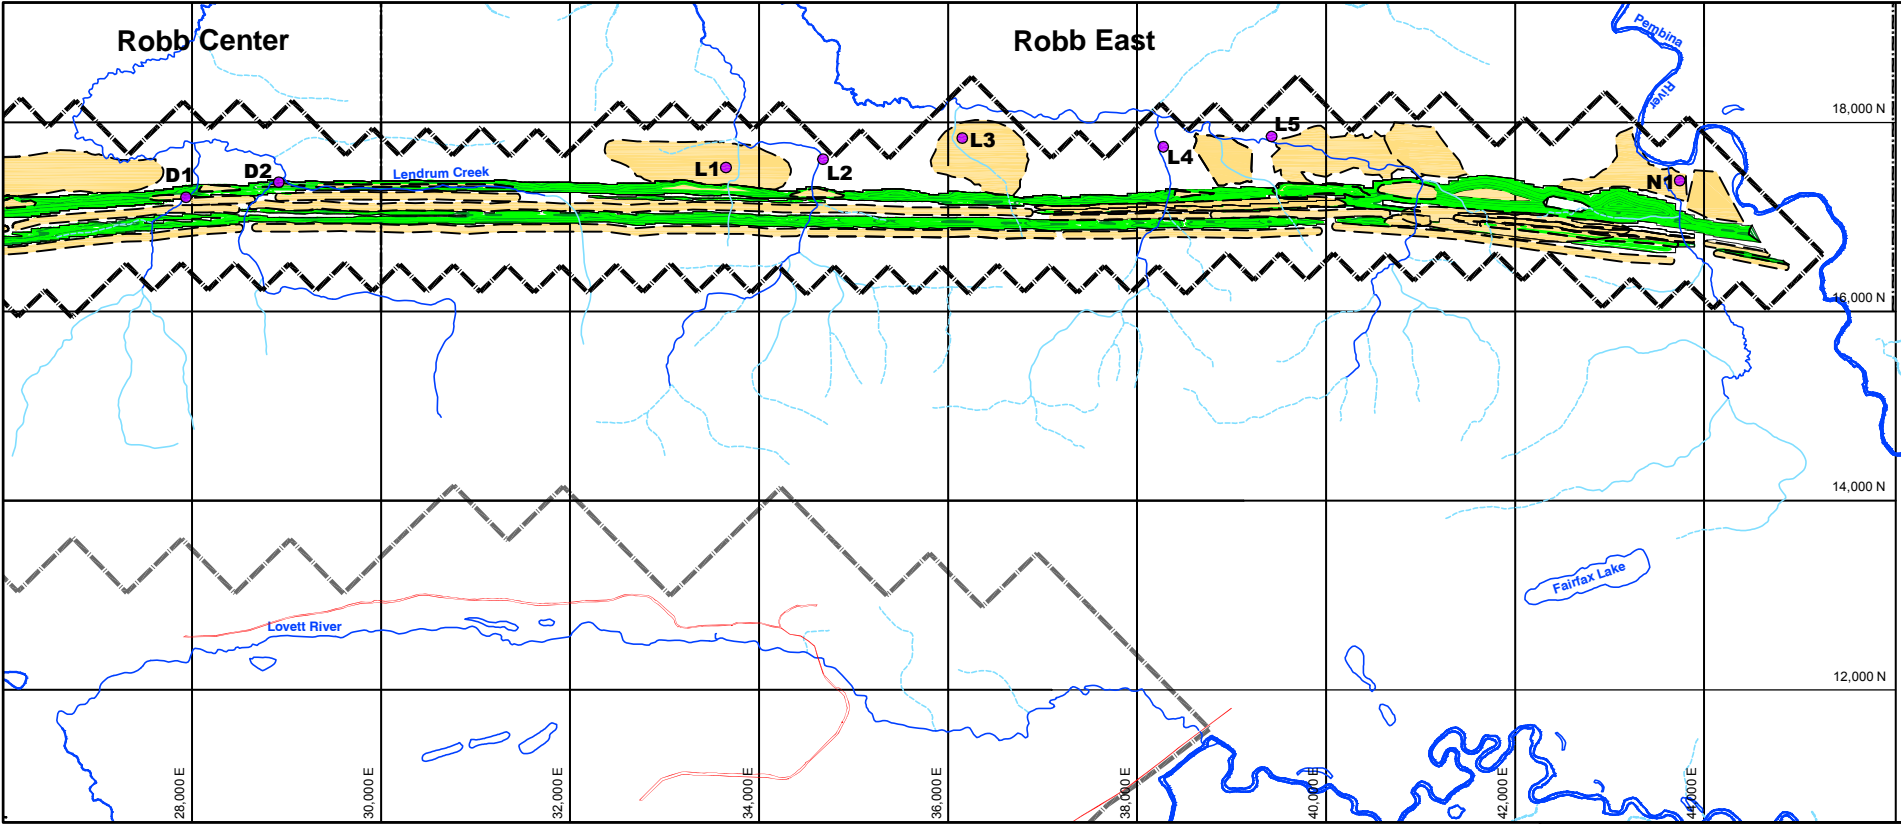 Robb Center
Robb East
Pembina
River
18,000 N
D1
D2
Lendrum Creek
L1
L2
L3
L4
L5
N1
16,000 N
14,000 N
Fairfax Lake
Lovett River
12,000 N
28,000 E
30,000 E
32,000 E
34,000 E
36,000 E
38,000 E
40,000 E
42,000 E
44,000 E